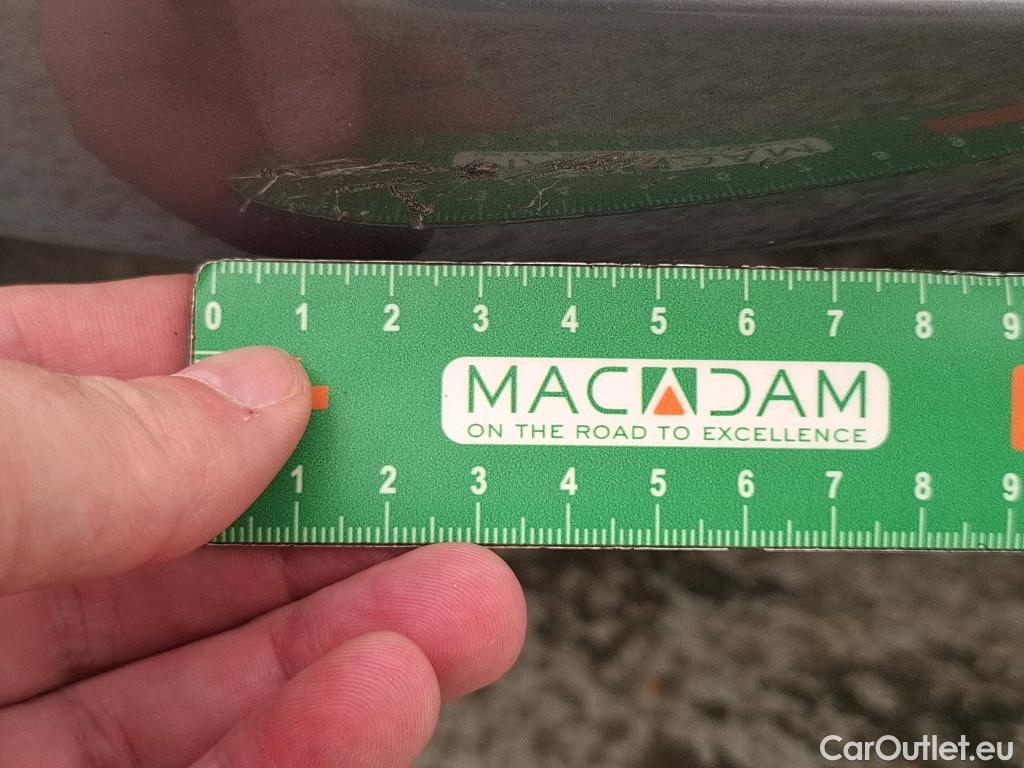 0 1 2 3 4 5 6 7 8 9
MACADAM
ON THE ROAD TO EXCELLENCE
1 2 3 4 5 6 7 8 9
CarOutlet.eu